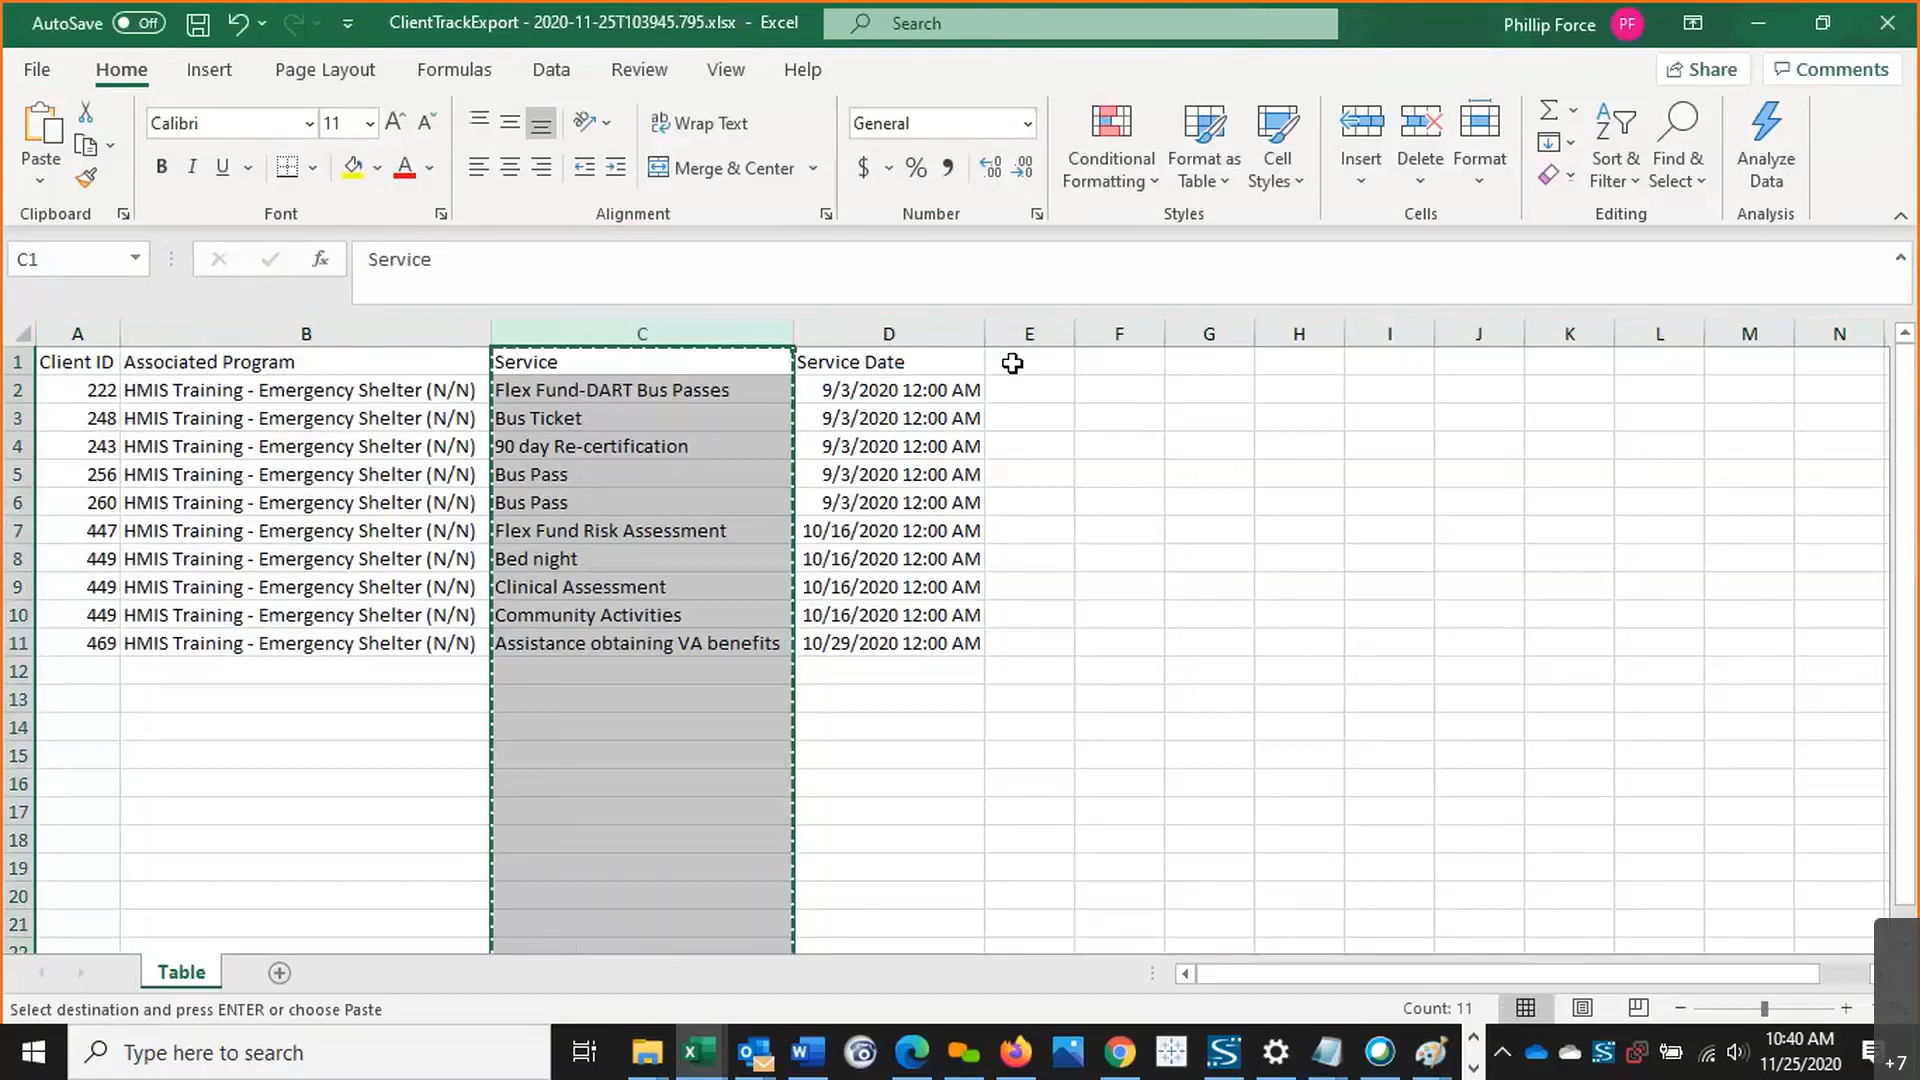 AutoSave Off ClientTrackExport - 2020-11-25T103945.795.xlsx - Excel Search Phillip Force PF
File Home Insert Page Layout Formulas Data Review View Help Share Comments
Calibri 11 Wrap Text General
Paste B I U Merge & Center $ % Conditional Formatting Format as Table Cell Styles Insert Delete Format Sort & Filter Find & Select Analyze Data
Clipboard Font Alignment Number Styles Cells Editing Analysis
C1 fx Service
A B C D E F G H I J K L M N
1 Client ID Associated Program Service Service Date
2 222 HMIS Training - Emergency Shelter (N/N) Flex Fund-DART Bus Passes 9/3/2020 12:00 AM
3 248 HMIS Training - Emergency Shelter (N/N) Bus Ticket 9/3/2020 12:00 AM
4 243 HMIS Training - Emergency Shelter (N/N) 90 day Re-certification 9/3/2020 12:00 AM
5 256 HMIS Training - Emergency Shelter (N/N) Bus Pass 9/3/2020 12:00 AM
6 260 HMIS Training - Emergency Shelter (N/N) Bus Pass 9/3/2020 12:00 AM
7 447 HMIS Training - Emergency Shelter (N/N) Flex Fund Risk Assessment 10/16/2020 12:00 AM
8 449 HMIS Training - Emergency Shelter (N/N) Bed night 10/16/2020 12:00 AM
9 449 HMIS Training - Emergency Shelter (N/N) Clinical Assessment 10/16/2020 12:00 AM
10 449 HMIS Training - Emergency Shelter (N/N) Community Activities 10/16/2020 12:00 AM
11 469 HMIS Training - Emergency Shelter (N/N) Assistance obtaining VA benefits 10/29/2020 12:00 AM
12
13
14
15
16
17
18
19
20
21
22
Table
Select destination and press ENTER or choose Paste Count: 11
Type here to search 10:40 AM
11/25/2020 +7